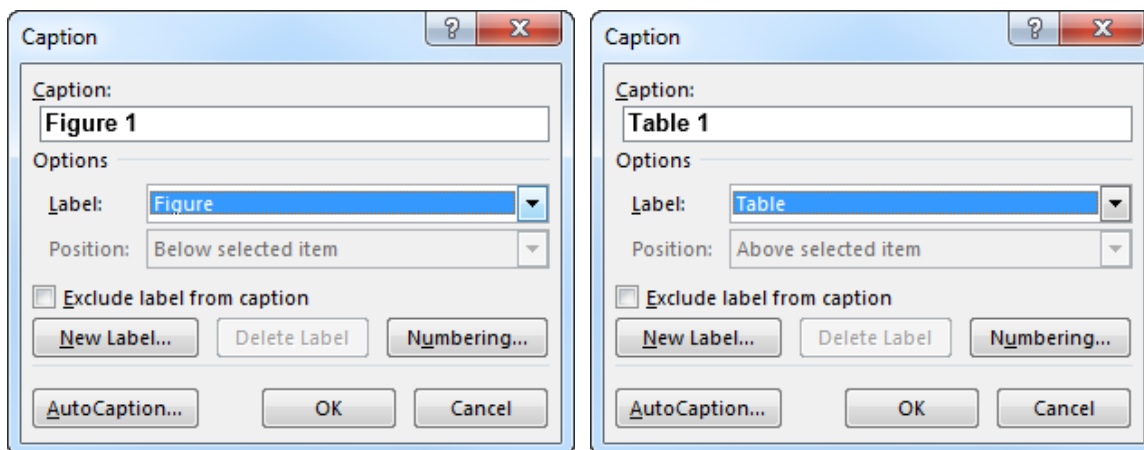 Caption
?
X
Caption:
Figure 1
Options
Label:
Figure
Position:
Below selected item
Exclude label from caption
New Label...
Delete Label
Numbering...
AutoCaption...
OK
Cancel
Caption
?
X
Caption:
Table 1
Options
Label:
Table
Position:
Above selected item
Exclude label from caption
New Label...
Delete Label
Numbering...
AutoCaption...
OK
Cancel